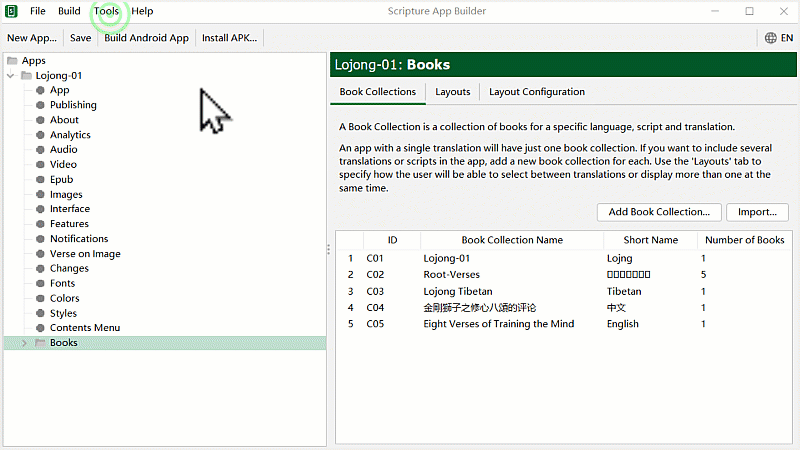 File Build Tools Help
Scripture App Builder
New App... Save Build Android App Install APK... EN
Apps
Lojong-01
App
Publishing
About
Analytics
Audio
Video
Epub
Images
Interface
Features
Notifications
Verse on Image
Changes
Fonts
Colors
Styles
Contents Menu
Books
Lojong-01: Books
Book Collections Layouts Layout Configuration
A Book Collection is a collection of books for a specific language, script and translation.
An app with a single translation will have just one book collection. If you want to include several
translations or scripts in the app, add a new book collection for each. Use the 'Layouts' tab to
specify how the user will be able to select between translations or display more than one at the
same time.
Add Book Collection... Import...
ID Book Collection Name Short Name Number of Books
1 C01 Lojong-01 Lojng 1
2 C02 Root-Verses 5
3 C03 Lojong Tibetan Tibetan 1
4 C04 金刚狮子之修心八頌的评论 中文 1
5 C05 Eight Verses of Training the Mind English 1